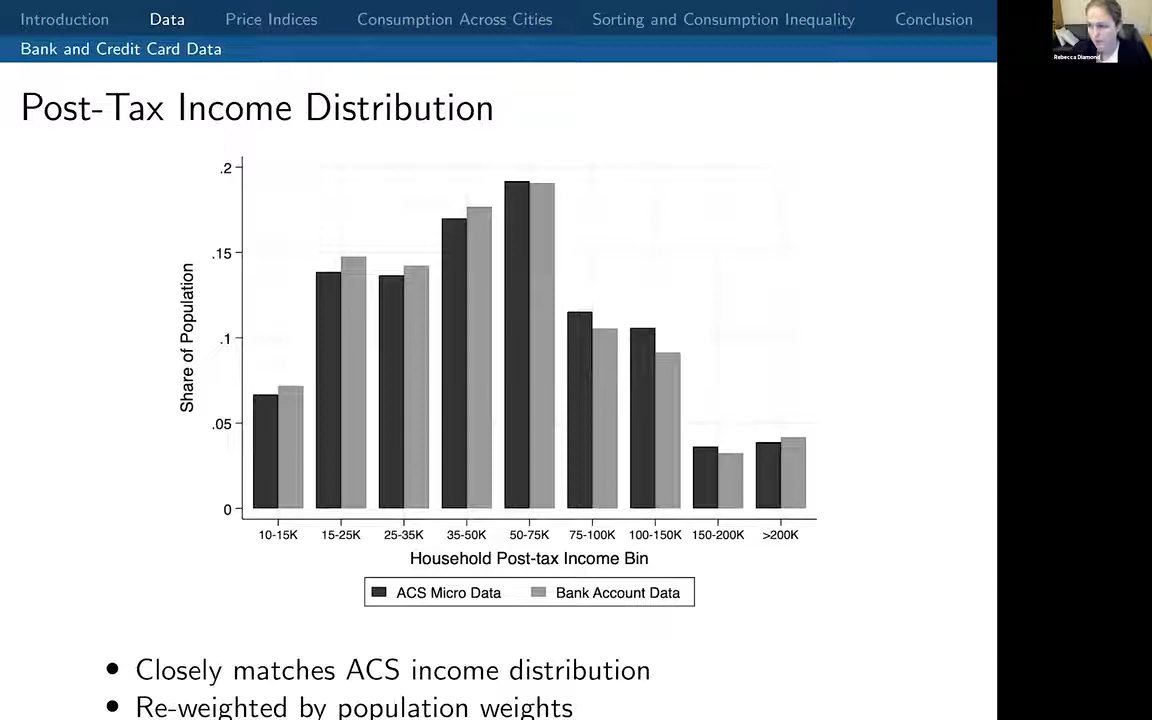 Introduction Data Price Indices Consumption Across Cities Sorting and Consumption Inequality Conclusion
Bank and Credit Card Data
Rebecca Diamond
Post-Tax Income Distribution
Share of Population
.2
.15
.1
.05
0
10-15K 15-25K 25-35K 35-50K 50-75K 75-100K 100-150K 150-200K >200K
Household Post-tax Income Bin
ACS Micro Data Bank Account Data
• Closely matches ACS income distribution
• Re-weighted by population weights